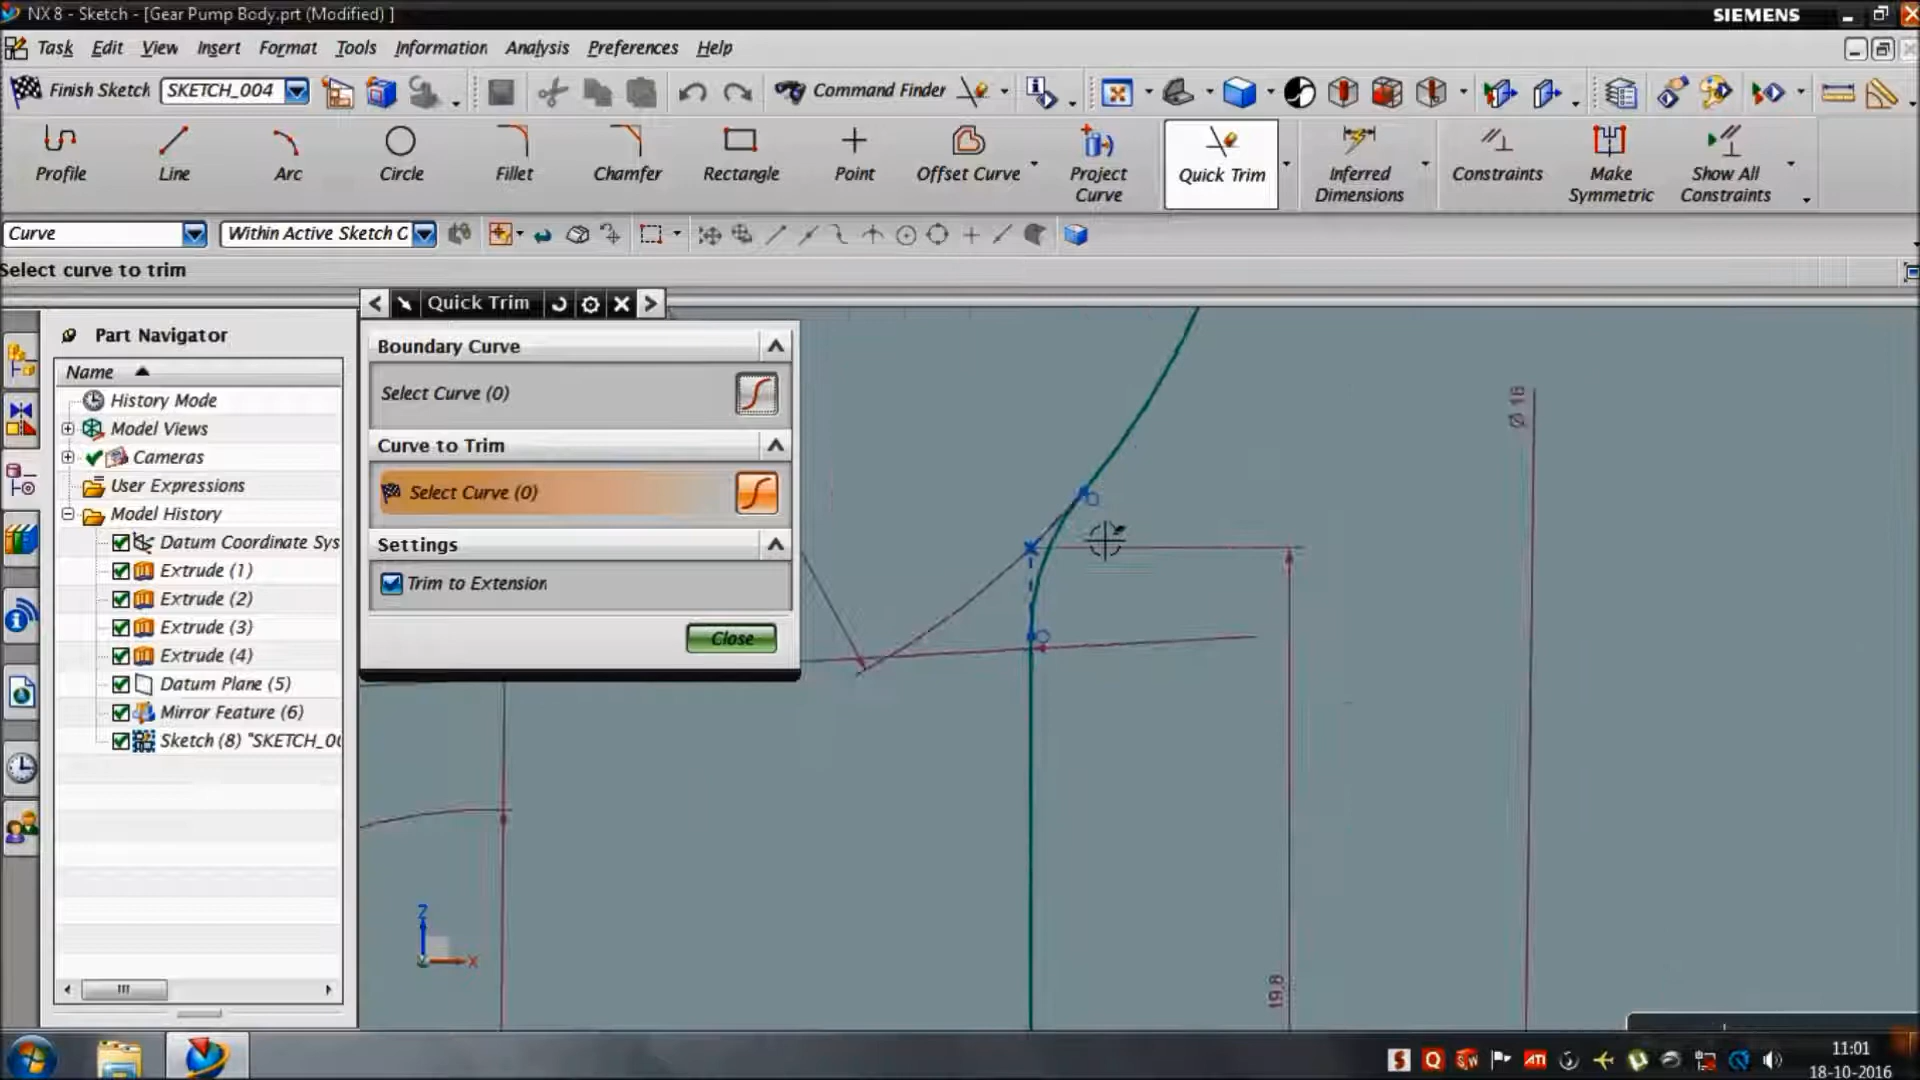 NX 8 - Sketch - [Gear Pump Body.prt (Modified) ]
SIEMENS
Task Edit View Insert Format Tools Information Analysis Preferences Help
Finish Sketch SKETCH_004 Command Finder
Profile Line Arc Circle Fillet Chamfer Rectangle Point Offset Curve Project Curve Quick Trim Inferred Dimensions Constraints Make Symmetric Show All Constraints
Curve Within Active Sketch C
Select curve to trim
Quick Trim
Part Navigator
Name
History Mode
Model Views
Cameras
User Expressions
Model History
Datum Coordinate Sys
Extrude (1)
Extrude (2)
Extrude (3)
Extrude (4)
Datum Plane (5)
Mirror Feature (6)
Sketch (8) "SKETCH_00
Boundary Curve
Select Curve (0)
Curve to Trim
Select Curve (0)
Settings
Trim to Extension
Close
Ø 16
19,8
Z
X
11:01
18-10-2016